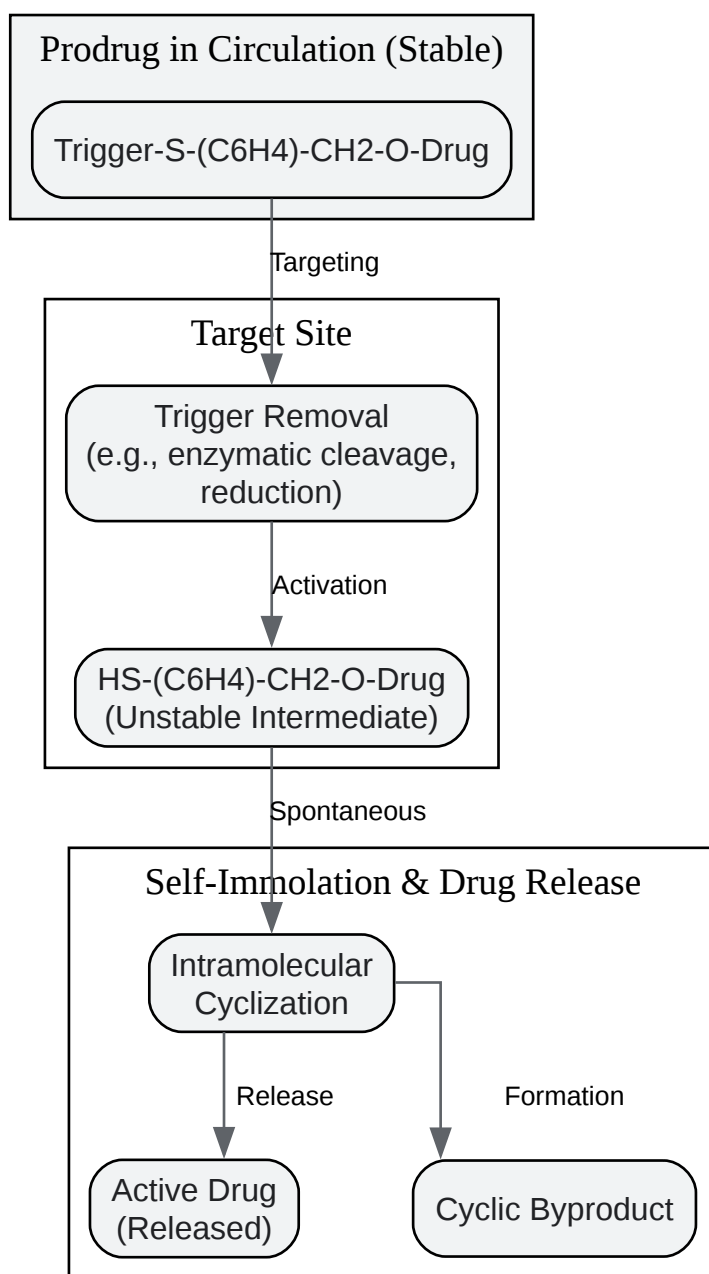 Prodrug in Circulation (Stable)
Trigger-S-(C6H4)-CH2-O-Drug
Targeting
Target Site
Trigger Removal
(e.g., enzymatic cleavage,
reduction)
Activation
HS-(C6H4)-CH2-O-Drug
(Unstable Intermediate)
Spontaneous
Self-Immolation & Drug Release
Intramolecular
Cyclization
Release
Formation
Active Drug
(Released)
Cyclic Byproduct